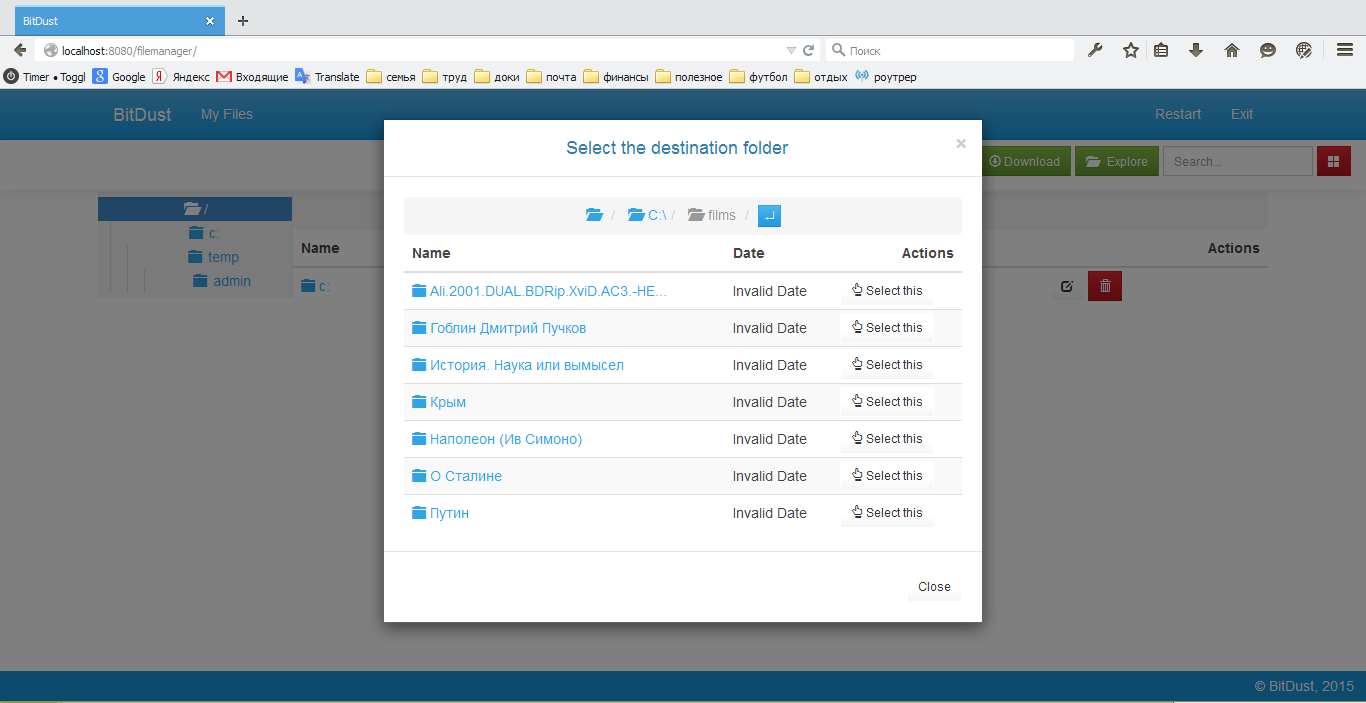 BitDust
localhost:8080/filemanager/
Поиск
Timer • Toggl Google Яндекс Входящие Translate семья труд доки почта финансы полезное футбол отдых роутрер
BitDust My Files Restart Exit
Select the destination folder ×
Download Explore Search...
/
c:
temp
admin
Name Actions
c:
/ C:\ / films /
Name Date Actions
Ali.2001.DUAL.BDRip.XviD.AC3.-HE... Invalid Date Select this
Гоблин Дмитрий Пучков Invalid Date Select this
История. Наука или вымысел Invalid Date Select this
Крым Invalid Date Select this
Наполеон (Ив Симоно) Invalid Date Select this
О Сталине Invalid Date Select this
Путин Invalid Date Select this
Close
© BitDust, 2015